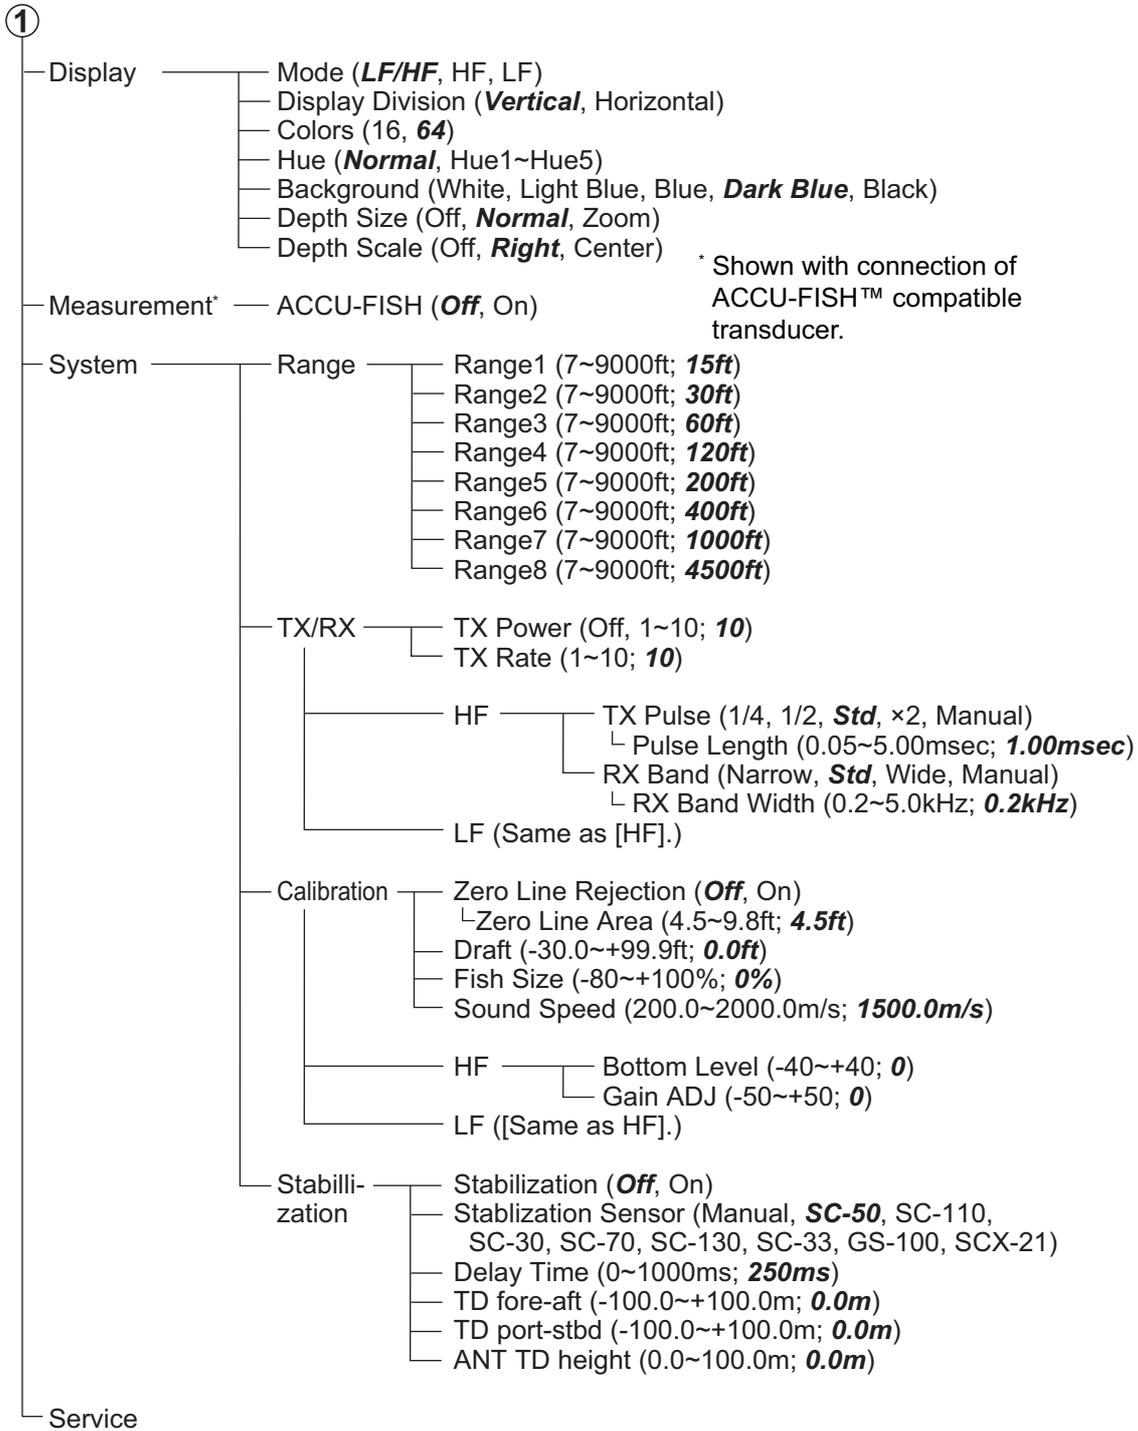 1
Display
Mode (LF/HF, HF, LF)
Display Division (Vertical, Horizontal)
Colors (16, 64)
Hue (Normal, Hue1~Hue5)
Background (White, Light Blue, Blue, Dark Blue, Black)
Depth Size (Off, Normal, Zoom)
Depth Scale (Off, Right, Center)
* Shown with connection of
ACCU-FISH™ compatible
transducer.
Measurement*
ACCU-FISH (Off, On)
System
Range
Range1 (7~9000ft; 15ft)
Range2 (7~9000ft; 30ft)
Range3 (7~9000ft; 60ft)
Range4 (7~9000ft; 120ft)
Range5 (7~9000ft; 200ft)
Range6 (7~9000ft; 400ft)
Range7 (7~9000ft; 1000ft)
Range8 (7~9000ft; 4500ft)
TX/RX
TX Power (Off, 1~10; 10)
TX Rate (1~10; 10)
HF
TX Pulse (1/4, 1/2, Std, ×2, Manual)
Pulse Length (0.05~5.00msec; 1.00msec)
RX Band (Narrow, Std, Wide, Manual)
RX Band Width (0.2~5.0kHz; 0.2kHz)
LF (Same as [HF].)
Calibration
Zero Line Rejection (Off, On)
Zero Line Area (4.5~9.8ft; 4.5ft)
Draft (-30.0~+99.9ft; 0.0ft)
Fish Size (-80~+100%; 0%)
Sound Speed (200.0~2000.0m/s; 1500.0m/s)
HF
Bottom Level (-40~+40; 0)
Gain ADJ (-50~+50; 0)
LF ([Same as HF].)
Stabilli-
zation
Stabilization (Off, On)
Stablization Sensor (Manual, SC-50, SC-110,
SC-30, SC-70, SC-130, SC-33, GS-100, SCX-21)
Delay Time (0~1000ms; 250ms)
TD fore-aft (-100.0~+100.0m; 0.0m)
TD port-stbd (-100.0~+100.0m; 0.0m)
ANT TD height (0.0~100.0m; 0.0m)
Service